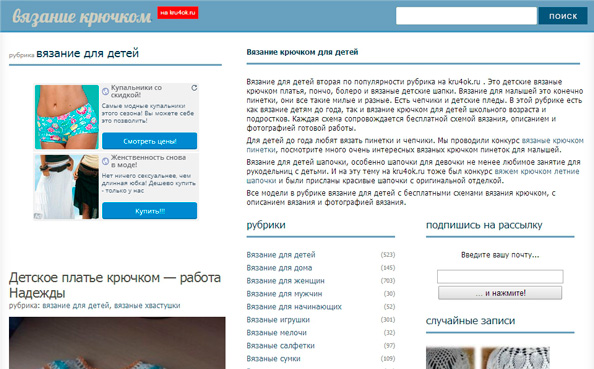 вязание крючком на kru4ok.ru
ПОИСК
рубрика вязание для детей
Купальники со
скидкой!
Самые модные купальники
этого сезона! Вы можете себе
это позволить!
Смотреть цены!
Женственность снова
в моде!
Нет ничего сексуальнее, чем
длинная юбка! Дешево купить
- только у нас
Купить!!!
Детское платье крючком — работа
Надежды
рубрика: вязание для детей, вязаные хвастушки
Вязание крючком для детей
Вязание для детей вторая по популярности рубрика на kru4ok.ru . Это детские вязаные
крючком платья, пончо, болеро и вязаные детские шапки. Вязание для малышей это конечно
пинетки, они все такие милые и разные. Есть чепчики и детские пледы. В этой рубрике есть
как вязание детям до года, так и вязание крючком для детей школьного возраста и
подростков. Каждая схема сопровождается бесплатной схемой вязания, описанием и
фотографией готовой работы.
Для детей до года любят вязать пинетки и чепчики. Мы проводили конкурс вязаные крючком
пинетки, посмотрите много очень интересных вязаных крючком пинеток для малышей.
Вязание для детей шапочки, особенно шапочки для девочки не менее любимое занятие для
рукодельниц с детьми. И на эту тему на kru4ok.ru тоже был конкурс вяжем крючком летние
шапочки и были присланы красивые шапочки с оригинальной отделкой.
Все модели в рубрике вязание для детей с бесплатными схемами вязания крючком, с
описанием вязания и фотографией вязания.
рубрики
Вязание для детей (523)
Вязание для дома (145)
Вязание для женщин (703)
Вязание для мужчин (30)
Вязание для начинающих (52)
Вязаные игрушки (301)
Вязаные мелочи (32)
Вязаные салфетки (97)
Вязаные сумки (109)
подпишись на рассылку
Введите вашу почту...
... и нажмите!
случайные записи